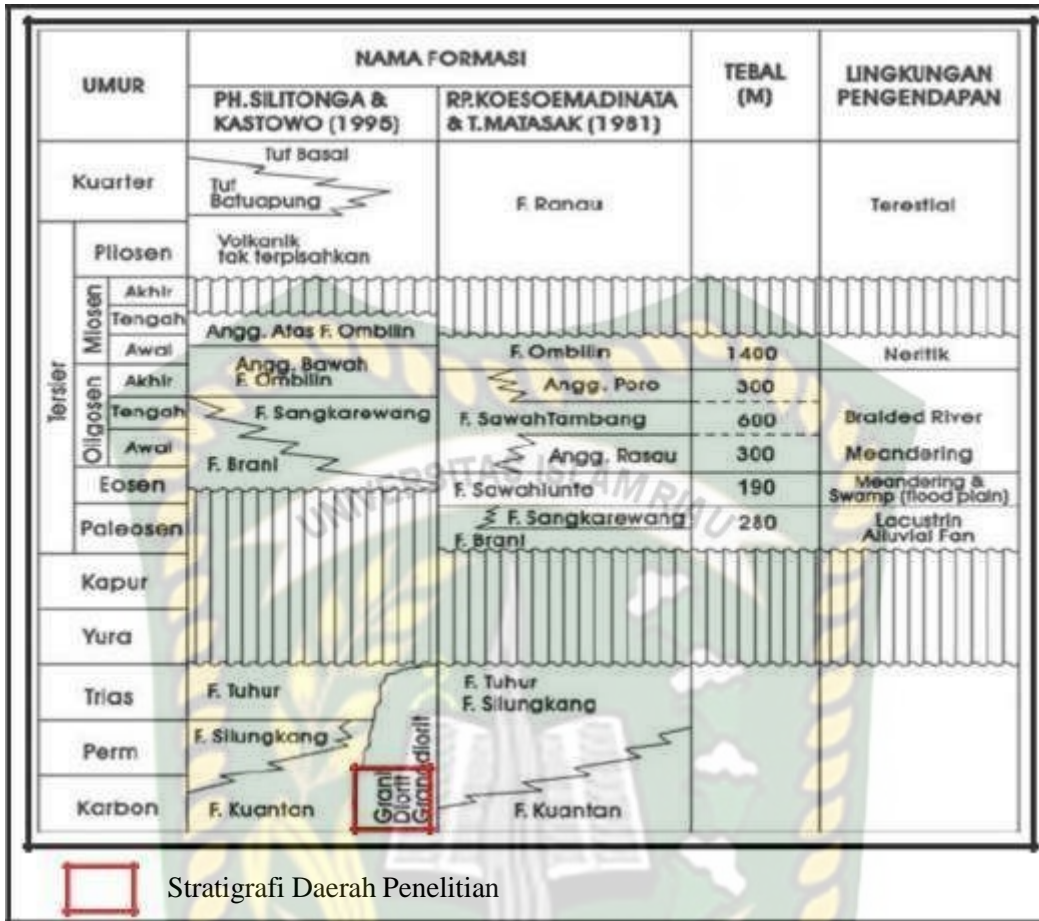 UMUR
NAMA FORMASI
TEBAL
(M)
LINGKUNGAN
PENGENDAPAN
PH.SILITONGA &
KASTOWO (1995)
RP.KOESOEMADINATA
& T.MATASAK (1981)
Kuarter
Tuf Basal
Tuf
Batuapung
F. Ranau
Terestial
Tersier
Pliosen
Volkanik
tak terpisahkan
Miosen
Akhir
Tengah
Angg. Atas F. Ombilin
Awal
Angg. Bawah
F. Ombilin
F. Ombilin
1400
Neritik
Oligosen
Akhir
Angg. Poro
300
Tengah
F. Sangkarewang
F. SawahTambang
600
Braided River
Awal
F. Brani
Angg. Rasau
300
Meandering
Eosen
F. Sawahlunto
190
Meandering &
Swamp (flood plain)
Paleosen
F. Sangkarewang
F. Brani
280
Lacustrin
Alluvial Fan
UNIVERSITAS ISLAM RIAU
Kapur
Yura
Trias
F. Tuhur
F. Tuhur
F. Silungkang
Perm
F. Silungkang
Karbon
F. Kuantan
Granit
Diorit
Granodiorit
F. Kuantan
Stratigrafi Daerah Penelitian